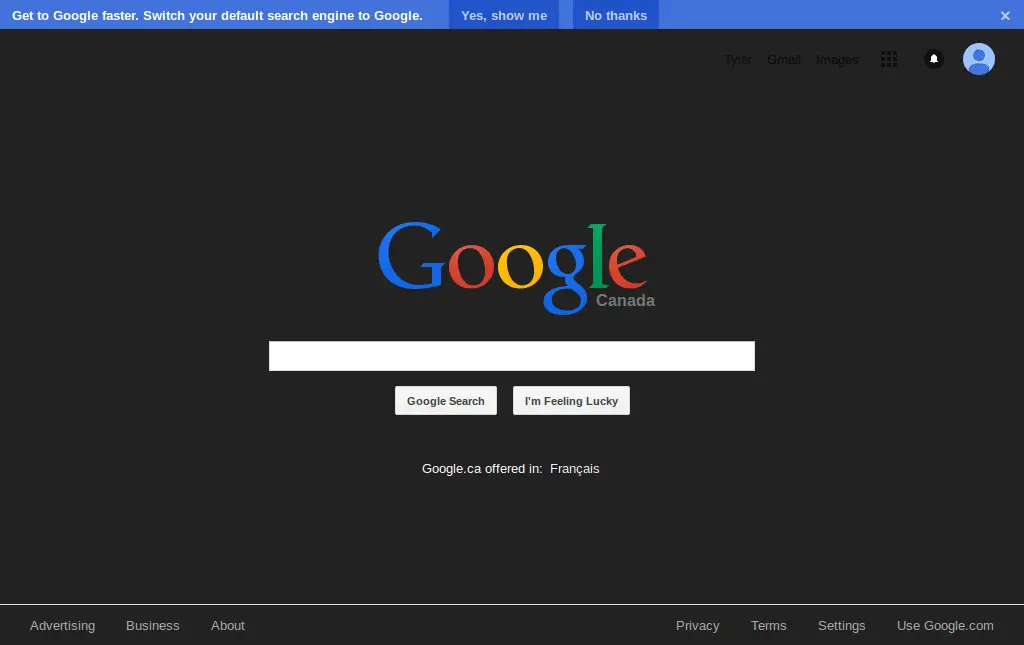 Get to Google faster. Switch your default search engine to Google. Yes, show me No thanks ×
Tyler Gmail Images
Google
Canada
Google Search I'm Feeling Lucky
Google.ca offered in: Français
Advertising Business About Privacy Terms Settings Use Google.com